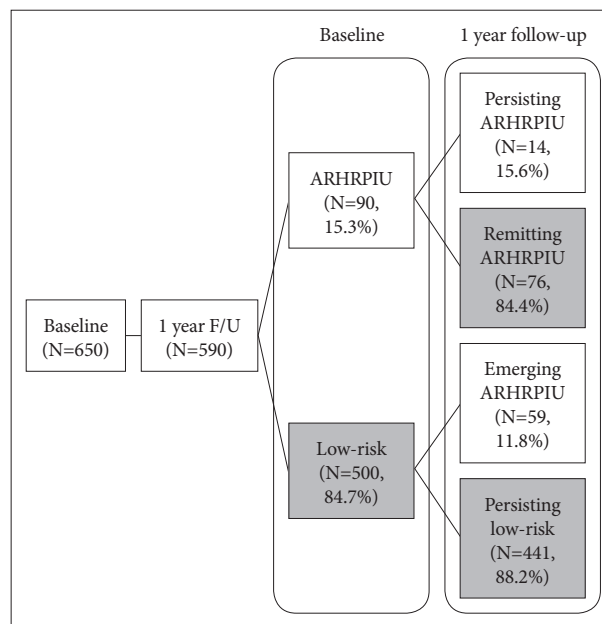 Baseline
1 year follow-up
Baseline
(N=650)
1 year F/U
(N=590)
ARHRPIU
(N=90,
15.3%)
Low-risk
(N=500,
84.7%)
Persisting
ARHRPIU
(N=14,
15.6%)
Remitting
ARHRPIU
(N=76,
84.4%)
Emerging
ARHRPIU
(N=59,
11.8%)
Persisting
low-risk
(N=441,
88.2%)